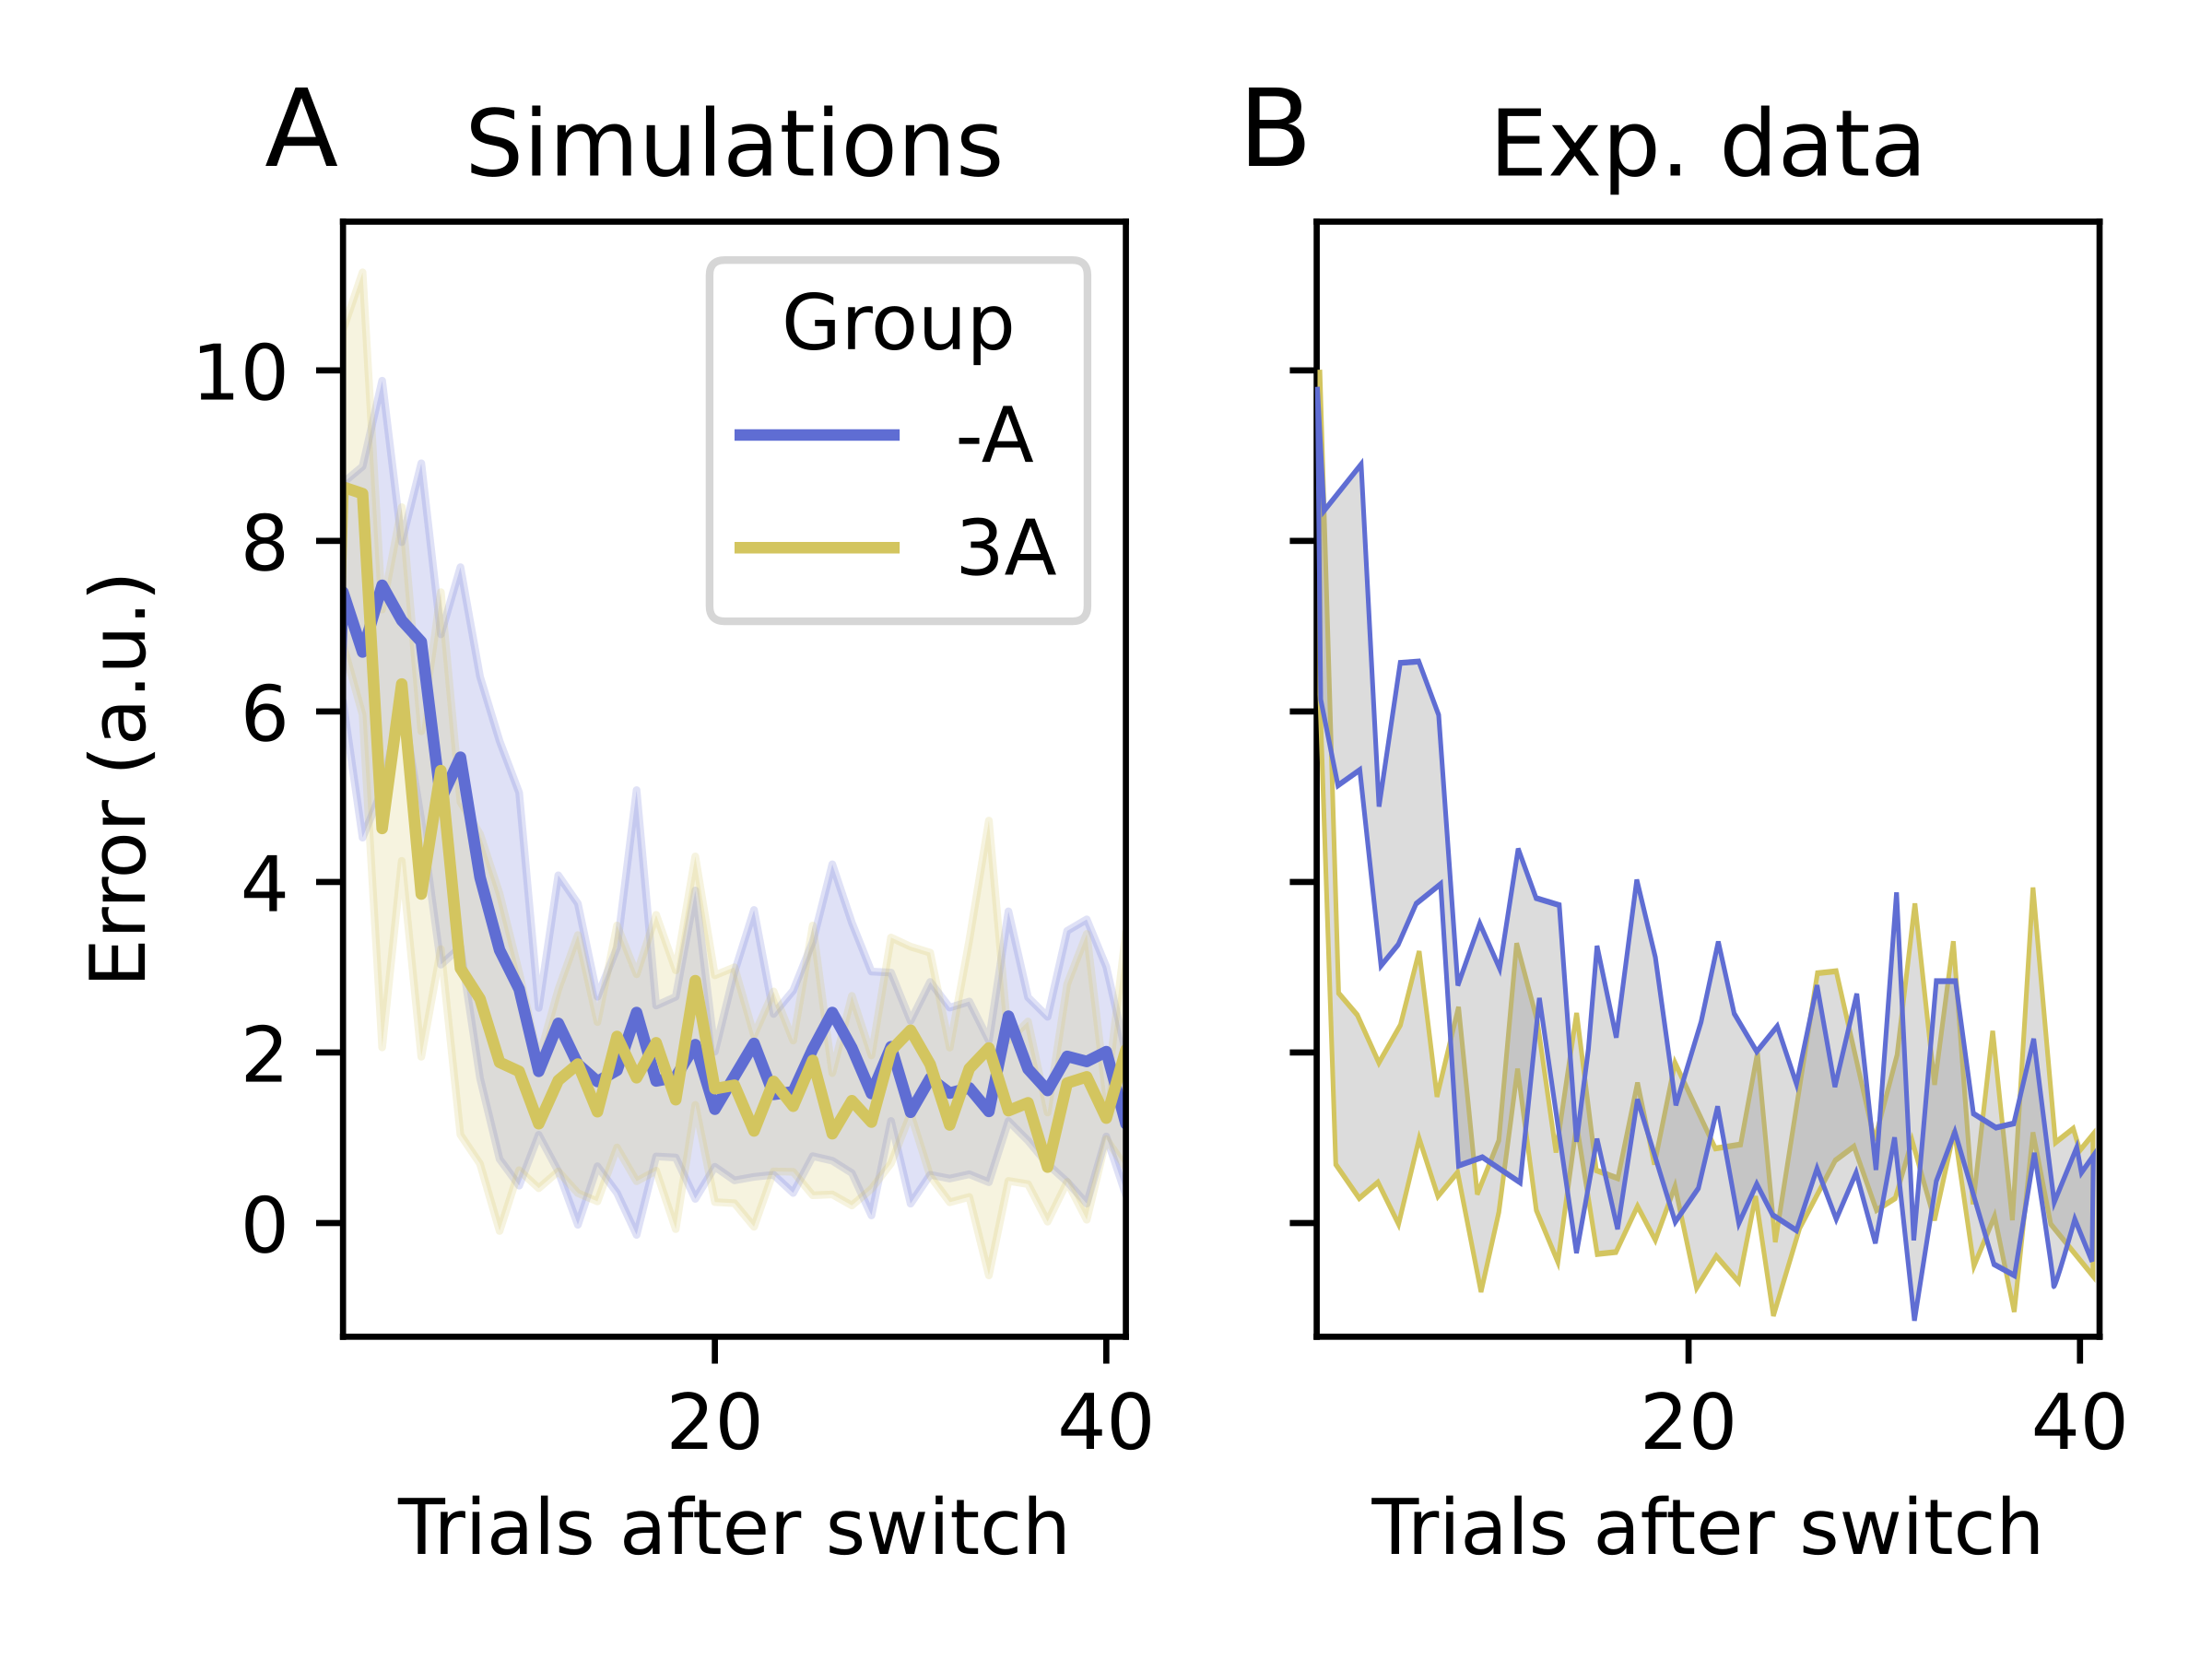 A
Simulations
Error (a.u.)
10
8
6
4
2
0
Group
-A
3A
20
40
Trials after switch
B
Exp. data
20
40
Trials after switch